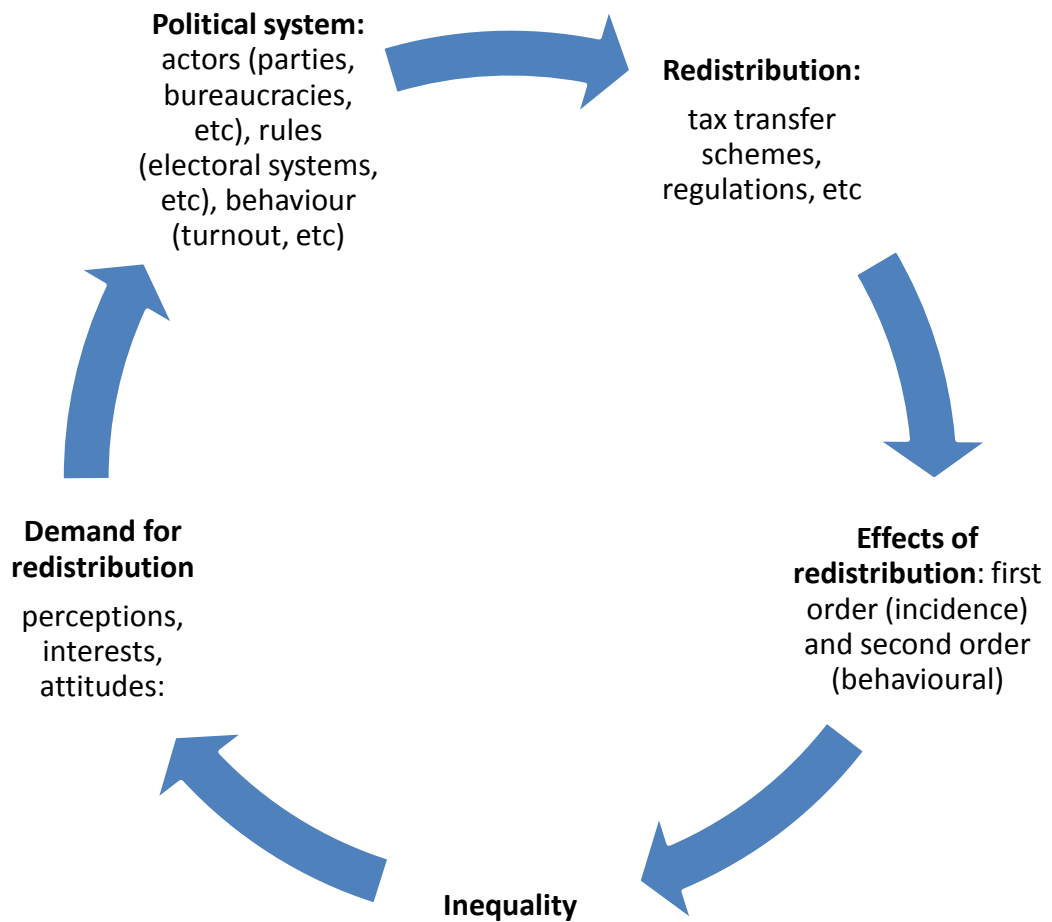 Political system:
actors (parties,
bureaucracies,
etc), rules
(electoral systems,
etc), behaviour
(turnout, etc)
Redistribution:
tax transfer
schemes,
regulations, etc
Effects of
redistribution: first
order (incidence)
and second order
(behavioural)
Inequality
Demand for
redistribution
perceptions,
interests,
attitudes: